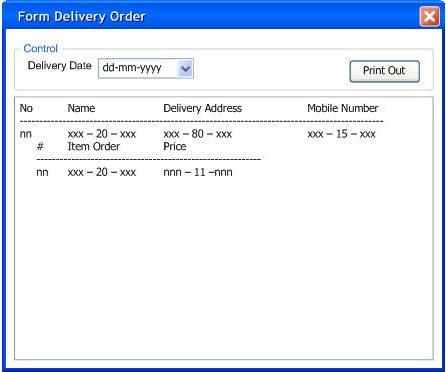 Form Delivery Order
Control
Delivery Date dd-mm-yyyy
Print Out
No Name Delivery Address Mobile Number
--------------------------------------------------------------------------------------------
nn xxx – 20 – xxx xxx – 80 – xxx xxx – 15 – xxx
# Item Order Price
---------------------------------------------------------
nn xxx – 20 – xxx nnn – 11 –nnn